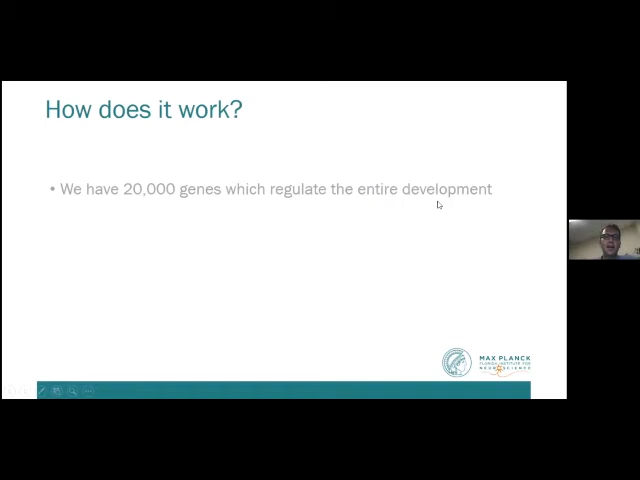 How does it work?
• We have 20,000 genes which regulate the entire development
MAX PLANCK
FLORIDA INSTITUTE FOR
NEUROSCIENCE